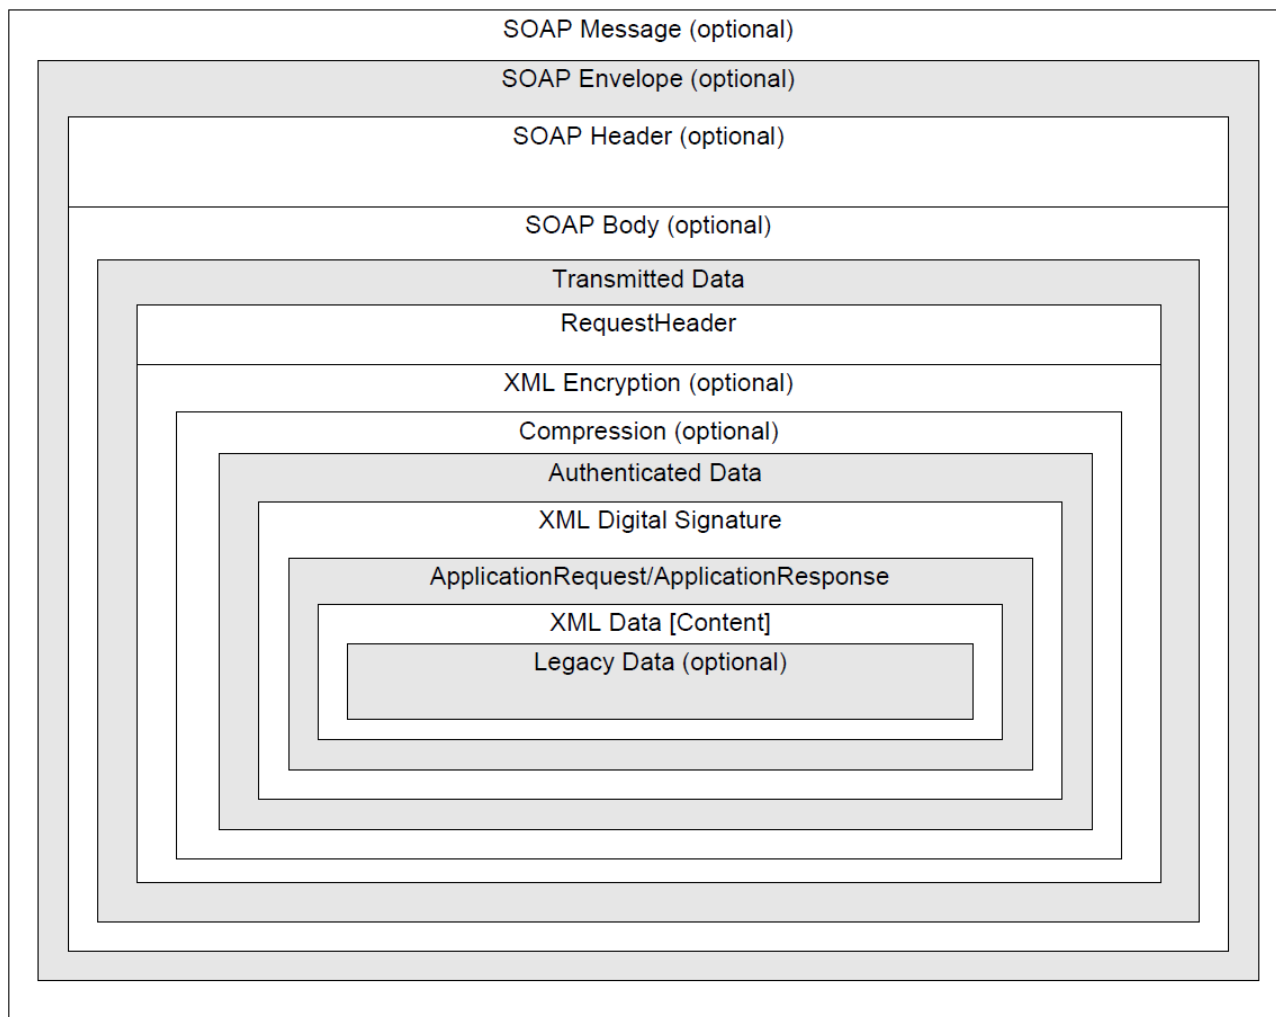 SOAP Message (optional)
SOAP Envelope (optional)
SOAP Header (optional)
SOAP Body (optional)
Transmitted Data
RequestHeader
XML Encryption (optional)
Compression (optional)
Authenticated Data
XML Digital Signature
ApplicationRequest/ApplicationResponse
XML Data [Content]
Legacy Data (optional)